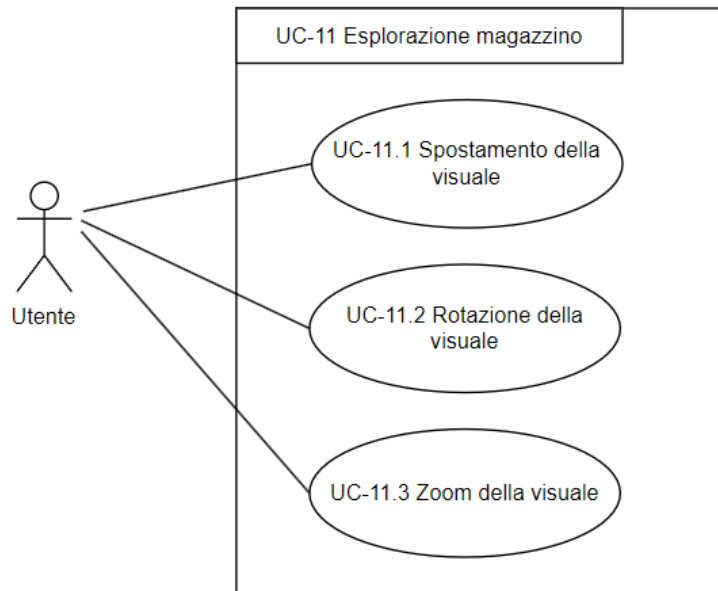 UC-11 Esplorazione magazzino
UC-11.1 Spostamento della
visuale
Utente
UC-11.2 Rotazione della
visuale
UC-11.3 Zoom della visuale